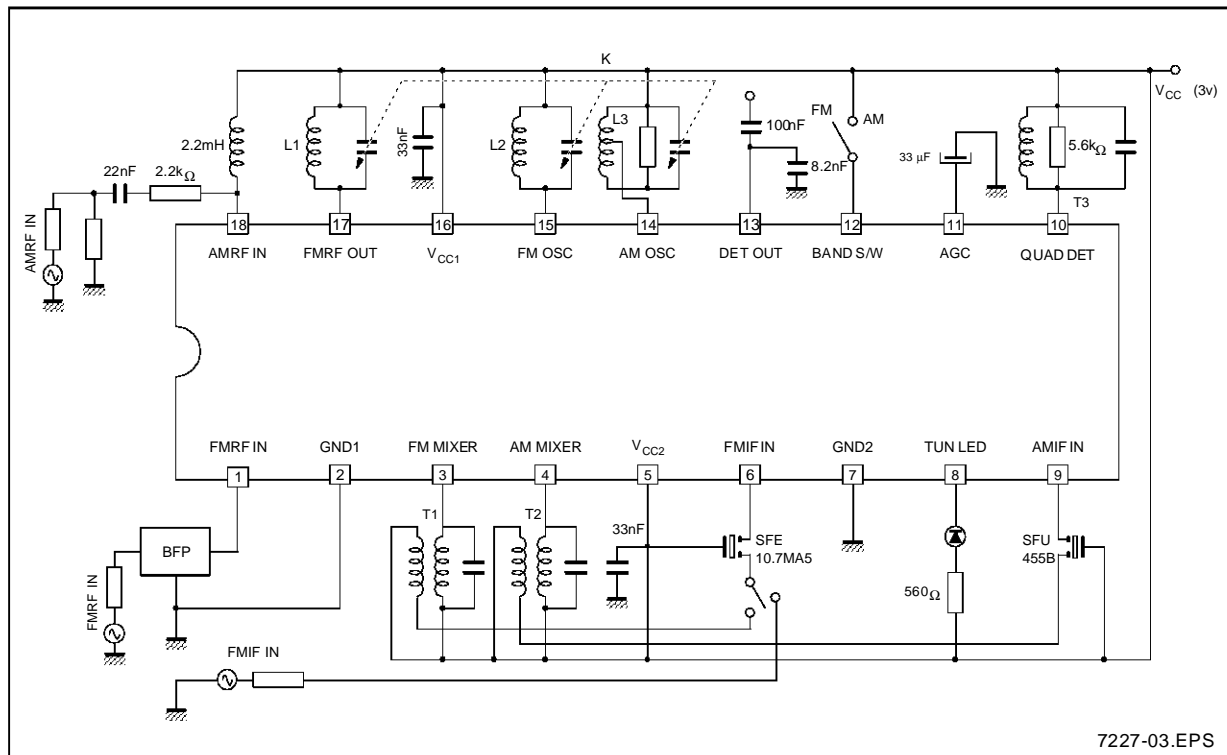 K
V_CC (3v)
2.2mH
L1
33nF
L2
L3
100nF
8.2nF
FM
AM
33 μF
5.6kΩ
T3
22nF
2.2kΩ
AMRF IN
18
17
16
15
14
13
12
11
10
AMRF IN
FMRF OUT
V_CC1
FM OSC
AM OSC
DET OUT
BAND S/W
AGC
QUAD DET
FMRF IN
GND1
FM MIXER
AM MIXER
V_CC2
FMIF IN
GND2
TUN LED
AMIF IN
1
2
3
4
5
6
7
8
9
T1
T2
33nF
SFE
10.7MA5
SFU
455B
BFP
560Ω
FMRF IN
FMIF IN
7227-03.EPS